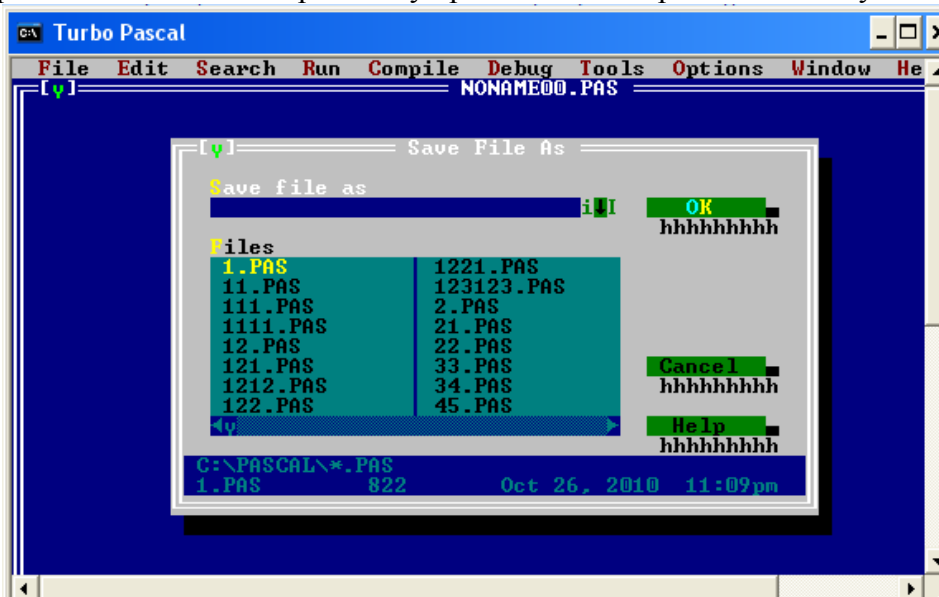 Turbo Pascal
File Edit Search Run Compile Debug Tools Options Window He
[y] NONAME00.PAS
[y] Save File As
Save file as
i↓I OK
hhhhhhhhh
Files
1.PAS 1221.PAS
11.PAS 123123.PAS
111.PAS 2.PAS
1111.PAS 21.PAS
12.PAS 22.PAS
121.PAS 33.PAS Cancel
1212.PAS 34.PAS hhhhhhhhh
122.PAS 45.PAS
y Help
hhhhhhhhh
C:\PASCAL\*.PAS
1.PAS 822 Oct 26, 2010 11:09pm